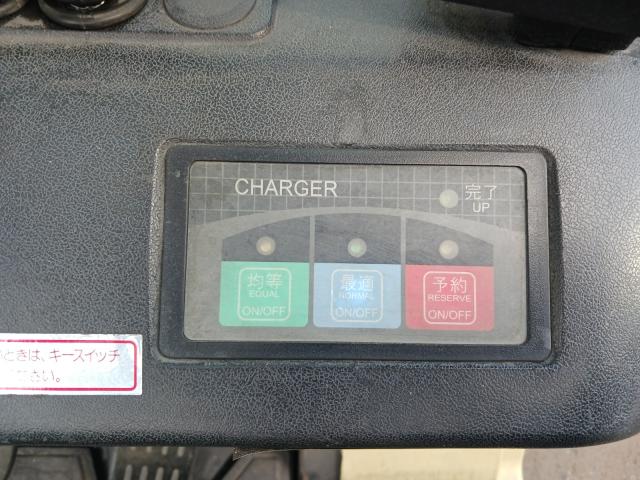 CHARGER
完了
UP
均等
EQUAL
ON/OFF
最適
NORMAL
ON/OFF
予約
RESERVE
ON/OFF
ときは、キースイッチ
さい。